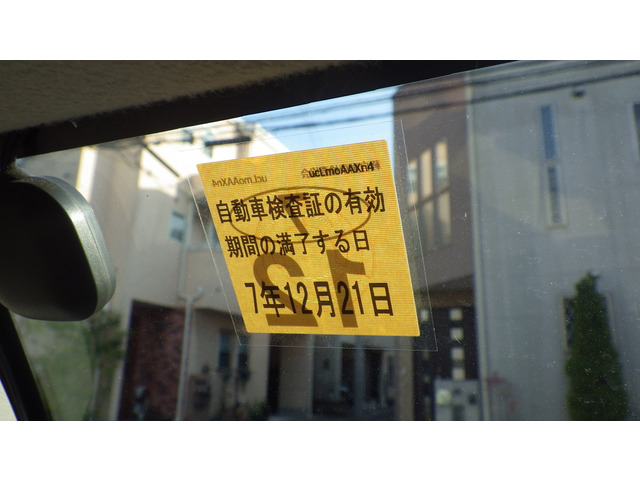 ucLmoAAXn4
自動車検査証の有効
期間の満了する日
7年12月21日